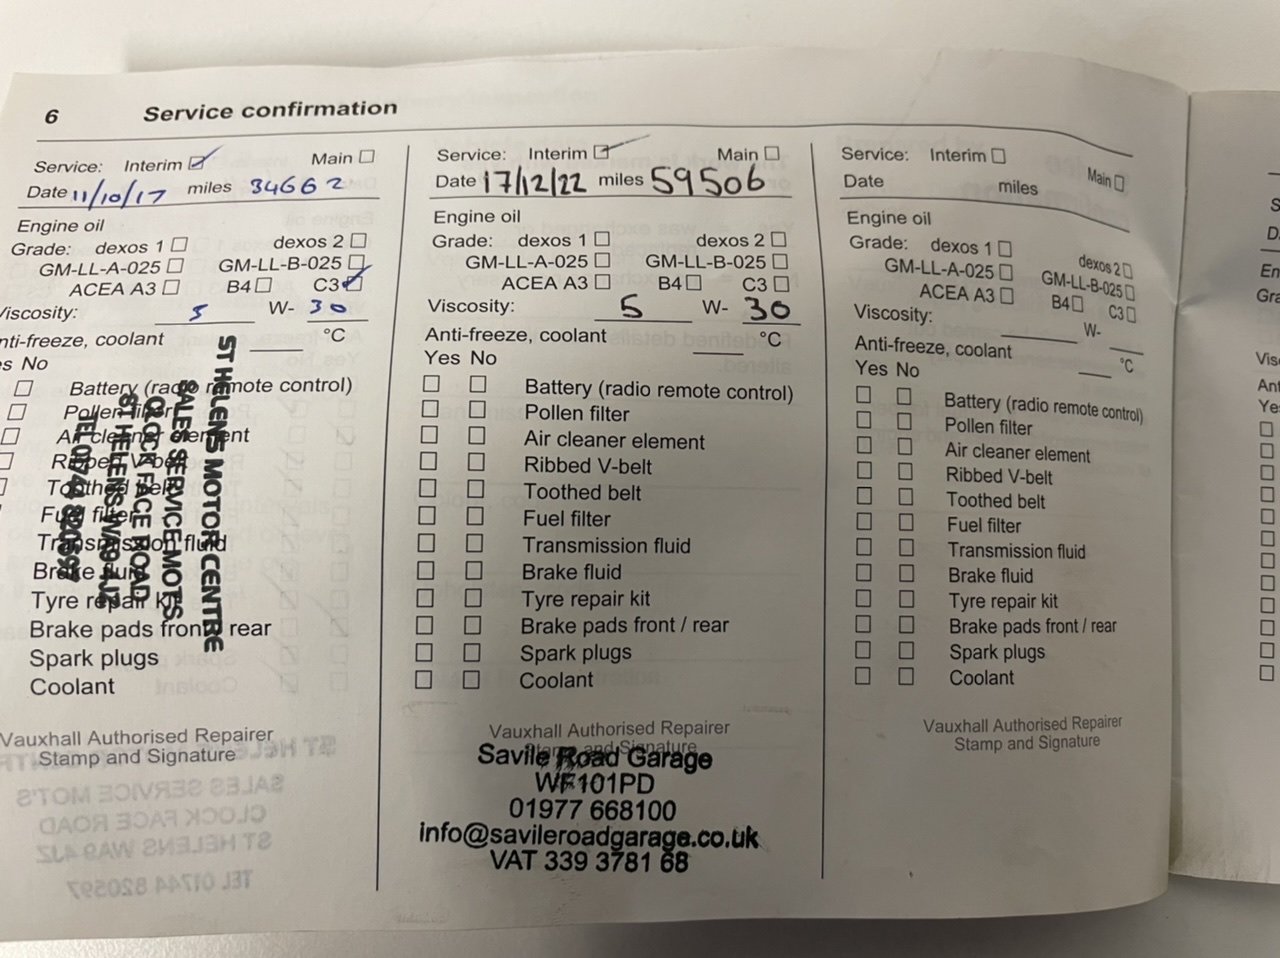 6 Service confirmation
Service: Interim Main
Date 11/10/17 miles 34662
Engine oil
Grade: dexos 1 dexos 2
GM-LL-A-025 GM-LL-B-025
ACEA A3 B4 C3
Viscosity: 5 W- 30
nti-freeze, coolant °C
es No
Battery (radio remote control)
Pollen filter
Air cleaner element
Ribbed V-belt
Toothed belt
Fuel filter
Transmission fluid
Brake fluid
Tyre repair kit
Brake pads front / rear
Spark plugs
Coolant
ST HELENS MOTOR CENTRE
SALES SERVICE MOTS
CLOCK FACE ROAD
ST HELENS WA9 4JZ
TEL 01744 820597
Vauxhall Authorised Repairer
Stamp and Signature
Service: Interim Main
Date 17/12/22 miles 59506
Engine oil
Grade: dexos 1 dexos 2
GM-LL-A-025 GM-LL-B-025
ACEA A3 B4 C3
Viscosity: 5 W- 30
Anti-freeze, coolant °C
Yes No
Battery (radio remote control)
Pollen filter
Air cleaner element
Ribbed V-belt
Toothed belt
Fuel filter
Transmission fluid
Brake fluid
Tyre repair kit
Brake pads front / rear
Spark plugs
Coolant
Vauxhall Authorised Repairer
Stamp and Signature
Savile Road Garage
WF101PD
01977 668100
info@savileroadgarage.co.uk
VAT 339 3781 68
Service: Interim Main
Date miles
Engine oil
Grade: dexos 1 dexos 2
GM-LL-A-025 GM-LL-B-025
ACEA A3 B4 C3
Viscosity: W-
Anti-freeze, coolant °C
Yes No
Battery (radio remote control)
Pollen filter
Air cleaner element
Ribbed V-belt
Toothed belt
Fuel filter
Transmission fluid
Brake fluid
Tyre repair kit
Brake pads front / rear
Spark plugs
Coolant
Vauxhall Authorised Repairer
Stamp and Signature
S
D
En
Gra
Vis
Ant
Yes